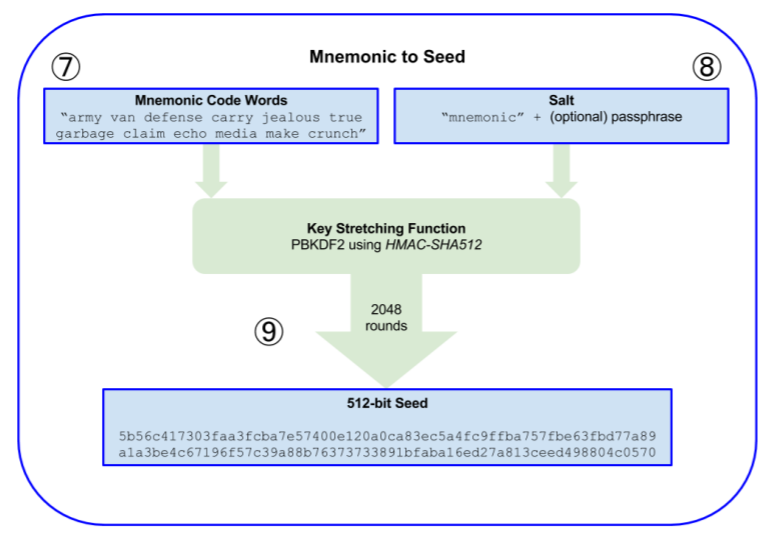 Mnemonic to Seed
⑦
⑧
Mnemonic Code Words
“army van defense carry jealous true
garbage claim echo media make crunch”
Salt
“mnemonic” + (optional) passphrase
Key Stretching Function
PBKDF2 using HMAC-SHA512
2048
rounds
⑨
512-bit Seed
5b56c417303faa3fcba7e57400e120a0ca83ec5a4fc9ffba757fbe63fbd77a89
a1a3be4c67196f57c39a88b76373733891bfaba16ed27a813ceed498804c0570